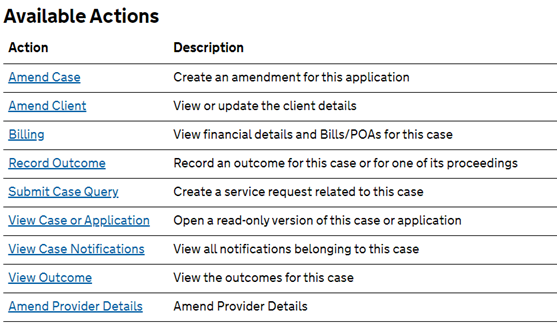 Available Actions
Action Description
Amend Case Create an amendment for this application
Amend Client View or update the client details
Billing View financial details and Bills/POAs for this case
Record Outcome Record an outcome for this case or for one of its proceedings
Submit Case Query Create a service request related to this case
View Case or Application Open a read-only version of this case or application
View Case Notifications View all notifications belonging to this case
View Outcome View the outcomes for this case
Amend Provider Details Amend Provider Details